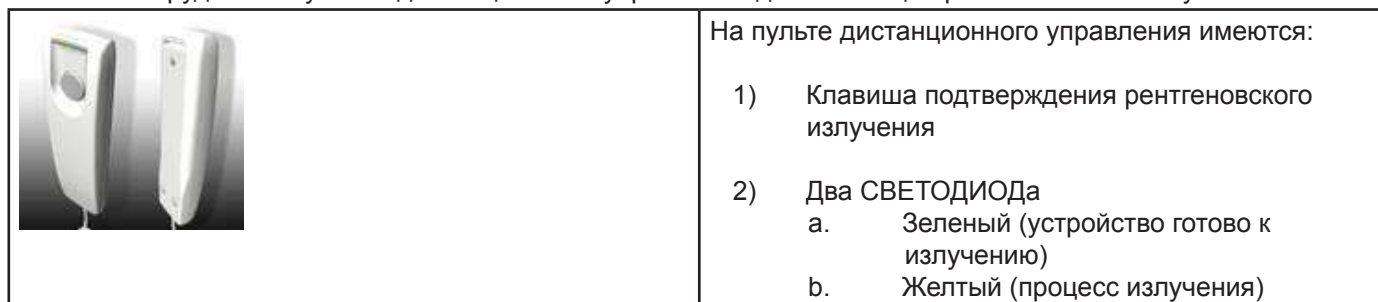 На пульте дистанционного управления имеются:
1) Клавиша подтверждения рентгеновского
излучения
2) Два СВЕТОДИОДа
a. Зеленый (устройство готово к
излучению)
b. Желтый (процесс излучения)